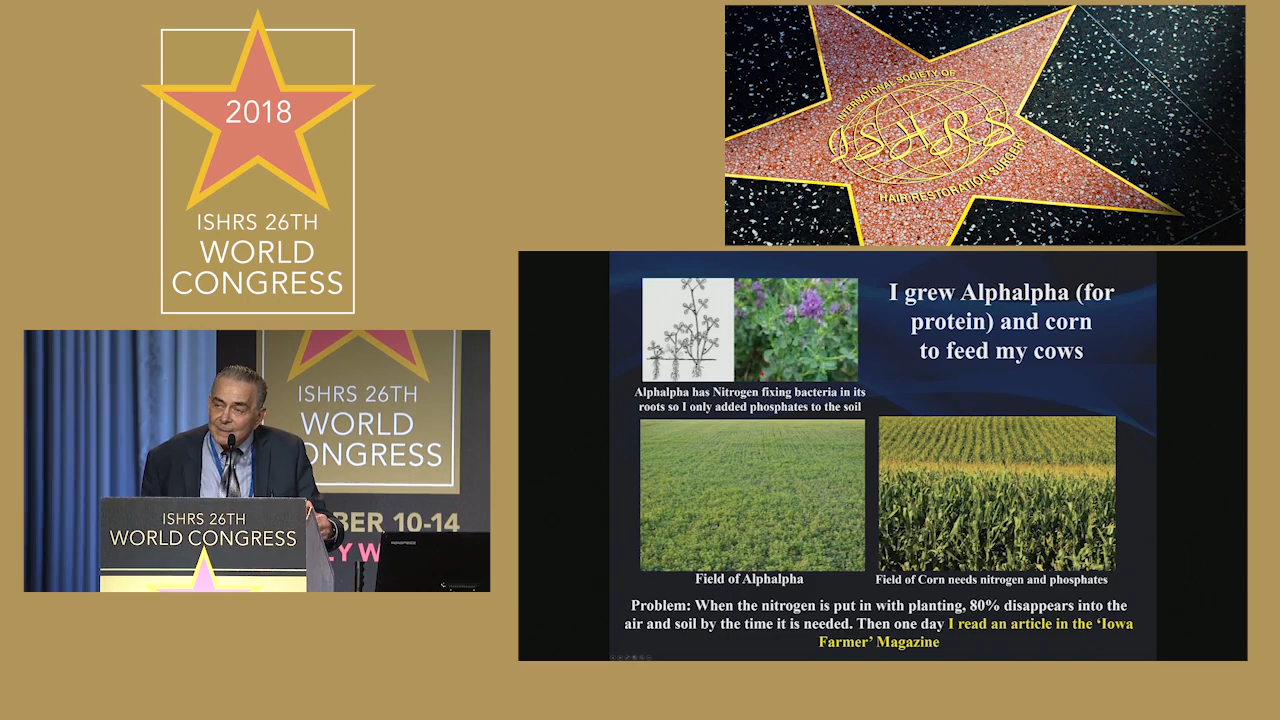 2018
ISHRS 26TH
WORLD
CONGRESS
INTERNATIONAL SOCIETY OF
ISHRS
HAIR RESTORATION SURGERY
I grew Alphalpha (for
protein) and corn
to feed my cows
Alphalpha has Nitrogen fixing bacteria in its
roots so I only added phosphates to the soil
Field of Alphalpha
Field of Corn needs nitrogen and phosphates
Problem: When the nitrogen is put in with planting, 80% disappears into the
air and soil by the time it is needed. Then one day I read an article in the ‘Iowa
Farmer’ Magazine
ISHRS 26TH
WORLD
ONGRESS
BER 10-14
LY W
ISHRS 26TH
WORLD CONGRESS